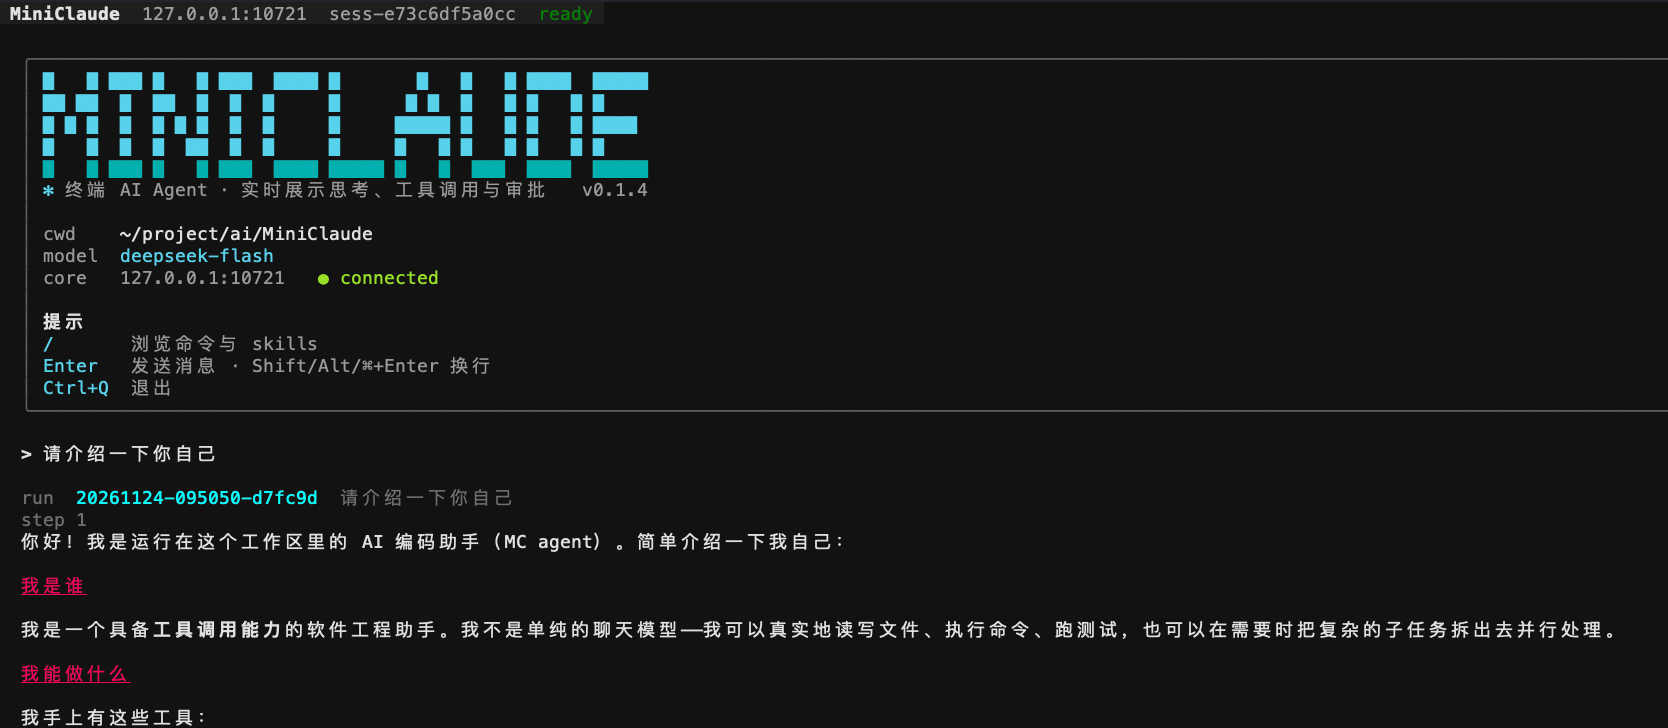 MiniClaude 127.0.0.1:10721 sess-e73c6df5a0cc ready
MINICLAUDE
* 终端 AI Agent · 实时展示思考、工具调用与审批 v0.1.4
cwd ~/project/ai/MiniClaude
model deepseek-flash
core 127.0.0.1:10721 ● connected
提示
/ 浏览命令与 skills
Enter 发送消息 · Shift/Alt/⌘+Enter 换行
Ctrl+Q 退出
> 请介绍一下你自己
run 20261124-095050-d7fc9d 请介绍一下你自己
step 1
你好！我是运行在这个工作区里的 AI 编码助手（MC agent）。简单介绍一下我自己：
我是谁
我是一个具备工具调用能力的软件工程助手。我不是单纯的聊天模型——我可以真实地读写文件、执行命令、跑测试，也可以在需要时把复杂的子任务拆出去并行处理。
我能做什么
我手上有这些工具：